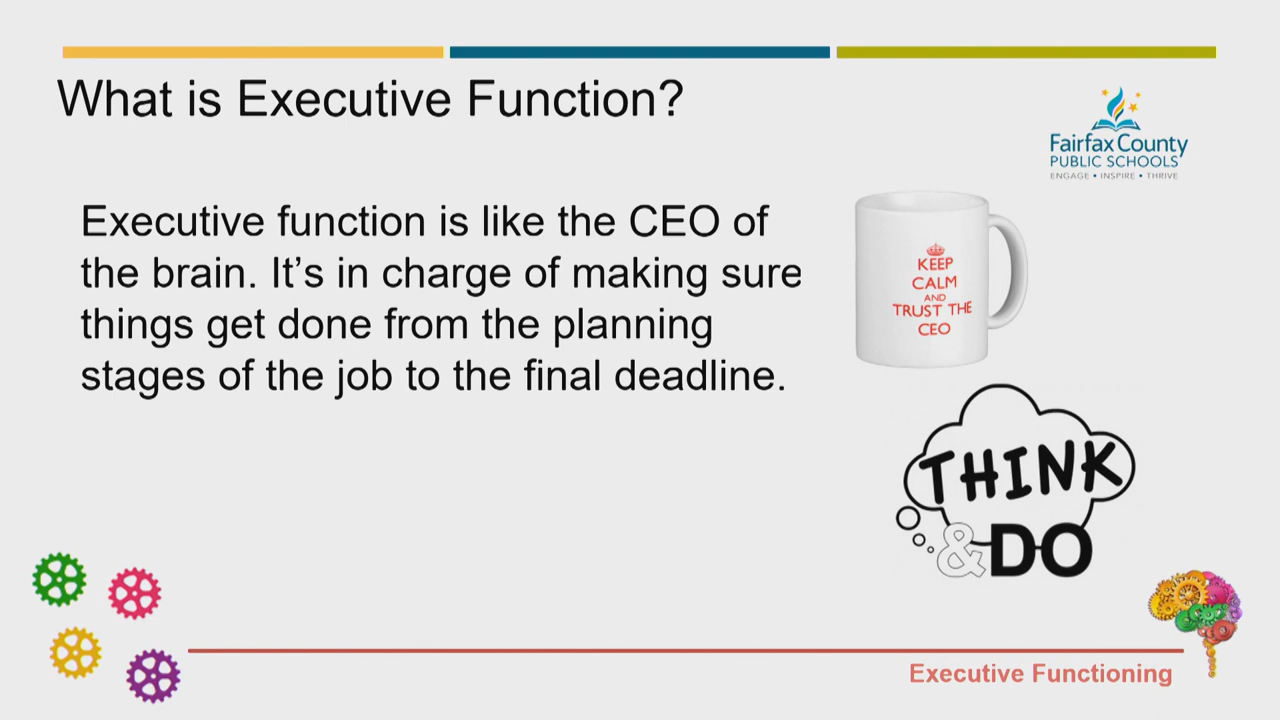 What is Executive Function?
Fairfax County
PUBLIC SCHOOLS
ENGAGE • INSPIRE • THRIVE
Executive function is like the CEO of
the brain. It’s in charge of making sure
things get done from the planning
stages of the job to the final deadline.
KEEP
CALM
AND
TRUST THE
CEO
THINK
&DO
Executive Functioning